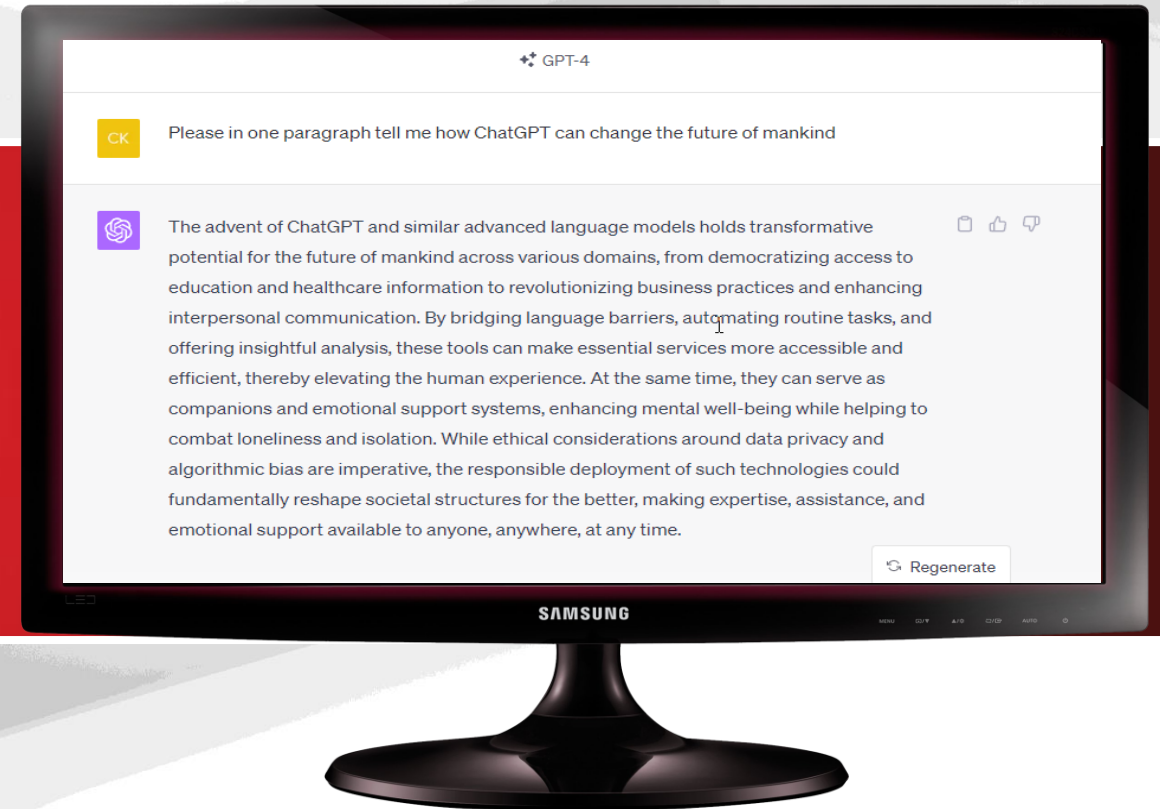 GPT-4
CK
Please in one paragraph tell me how ChatGPT can change the future of mankind
The advent of ChatGPT and similar advanced language models holds transformative
potential for the future of mankind across various domains, from democratizing access to
education and healthcare information to revolutionizing business practices and enhancing
interpersonal communication. By bridging language barriers, automating routine tasks, and
offering insightful analysis, these tools can make essential services more accessible and
efficient, thereby elevating the human experience. At the same time, they can serve as
companions and emotional support systems, enhancing mental well-being while helping to
combat loneliness and isolation. While ethical considerations around data privacy and
algorithmic bias are imperative, the responsible deployment of such technologies could
fundamentally reshape societal structures for the better, making expertise, assistance, and
emotional support available to anyone, anywhere, at any time.
Regenerate
LED
SAMSUNG
MENU AUTO